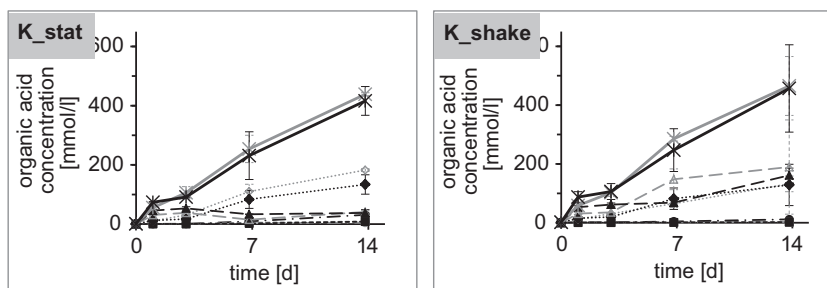 K_stat
600
400
200
0
organic acid
concentration
[mmol/l]
0 7 14
time [d]
K_shake
600
400
200
0
organic acid
concentration
[mmol/l]
0 7 14
time [d]